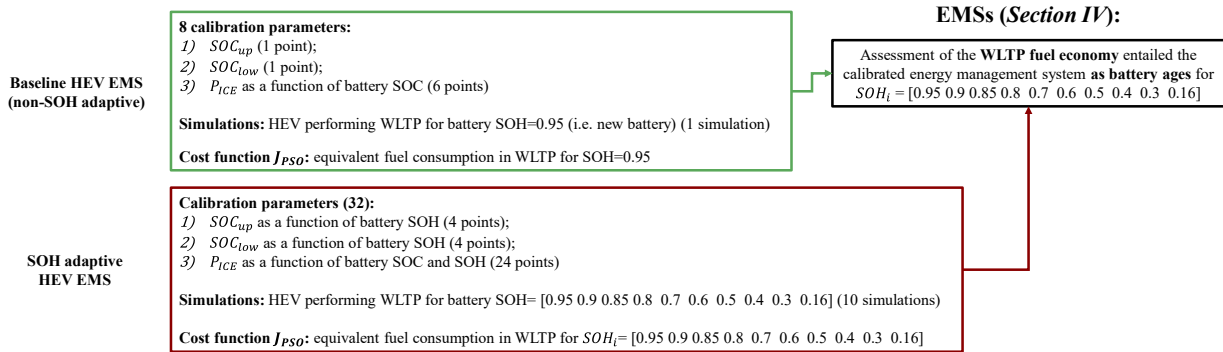 EMSs (Section IV):
8 calibration parameters:
1) SOC_up (1 point);
2) SOC_low (1 point);
3) P_ICE as a function of battery SOC (6 points)
Simulations: HEV performing WLTP for battery SOH=0.95 (i.e. new battery) (1 simulation)
Cost function J_PSO: equivalent fuel consumption in WLTP for SOH=0.95
Baseline HEV EMS
(non-SOH adaptive)
Assessment of the WLTP fuel economy entailed the
calibrated energy management system as battery ages for
SOH_i = [0.95 0.9 0.85 0.8 0.7 0.6 0.5 0.4 0.3 0.16]
Calibration parameters (32):
1) SOC_up as a function of battery SOH (4 points);
2) SOC_low as a function of battery SOH (4 points);
3) P_ICE as a function of battery SOC and SOH (24 points)
Simulations: HEV performing WLTP for battery SOH= [0.95 0.9 0.85 0.8 0.7 0.6 0.5 0.4 0.3 0.16] (10 simulations)
Cost function J_PSO: equivalent fuel consumption in WLTP for SOH_i= [0.95 0.9 0.85 0.8 0.7 0.6 0.5 0.4 0.3 0.16]
SOH adaptive
HEV EMS